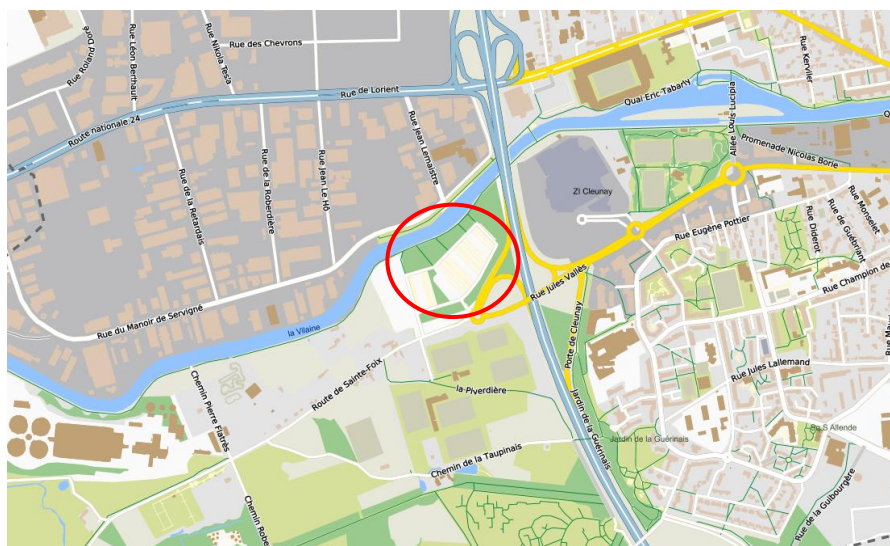 Rue Roland Doré
Rue Léon Berhault
Rue Nikola Tesla
Rue des Chevrons
Rue de Lorient
Route nationale 24
Quai Eric Tabarly
Rue Kerviler
Allée Louis Lucipia
Promenade Nicolas Borie
Rue Jean Lemaistre
Rue Jean Le Hô
Rue de la Roberdière
Rue de la Retardais
ZI Cleunay
Rue Eugène Pottier
Rue Diderot
Rue de Guébriant
Rue Monselet
Rue Champion de
Rue Jules Vallès
Porte de Cleunay
Rue du Manoir de Servigné
la Vilaine
Chemin Pierre Flatrès
Route de Sainte-Foix
la Piverdière
Rue Jules Lallemand
Jardin de la Guérinais
Jardin de la Guérinais
Sq S Allende
Chemin de la Taupinais
Chemin Robe
Rue de la Guibourgère